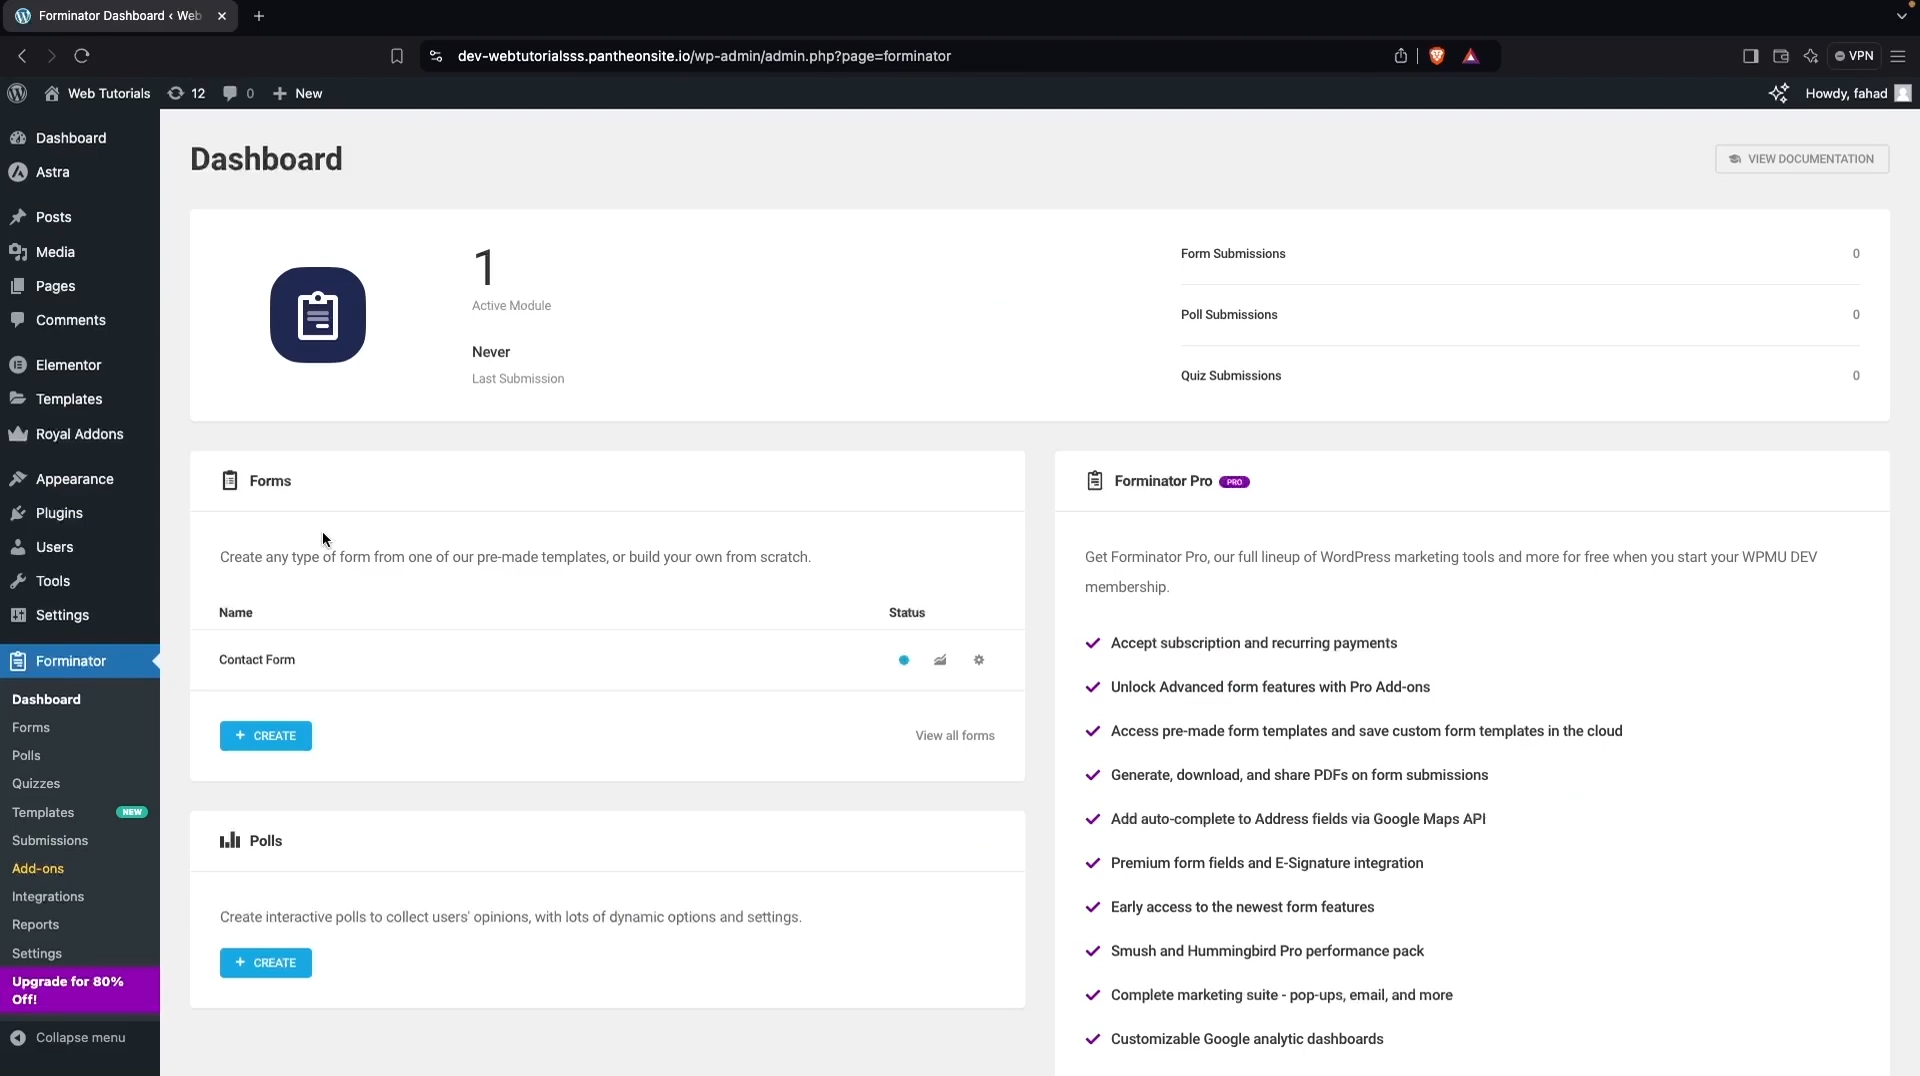 Forminator Dashboard ‹ Web
dev-webtutorialsss.pantheonsite.io/wp-admin/admin.php?page=forminator
VPN
Web Tutorials
12
0
New
Howdy, fahad
Dashboard
Astra
Posts
Media
Pages
Comments
Elementor
Templates
Royal Addons
Appearance
Plugins
Users
Tools
Settings
Forminator
Dashboard
Forms
Polls
Quizzes
Templates NEW
Submissions
Add-ons
Integrations
Reports
Settings
Upgrade for 80%
Off!
Collapse menu
Dashboard
VIEW DOCUMENTATION
1
Active Module
Never
Last Submission
Form Submissions 0
Poll Submissions 0
Quiz Submissions 0
Forms
Create any type of form from one of our pre-made templates, or build your own from scratch.
Name Status
Contact Form
+ CREATE
View all forms
Polls
Create interactive polls to collect users' opinions, with lots of dynamic options and settings.
+ CREATE
Forminator Pro PRO
Get Forminator Pro, our full lineup of WordPress marketing tools and more for free when you start your WPMU DEV
membership.
Accept subscription and recurring payments
Unlock Advanced form features with Pro Add-ons
Access pre-made form templates and save custom form templates in the cloud
Generate, download, and share PDFs on form submissions
Add auto-complete to Address fields via Google Maps API
Premium form fields and E-Signature integration
Early access to the newest form features
Smush and Hummingbird Pro performance pack
Complete marketing suite - pop-ups, email, and more
Customizable Google analytic dashboards